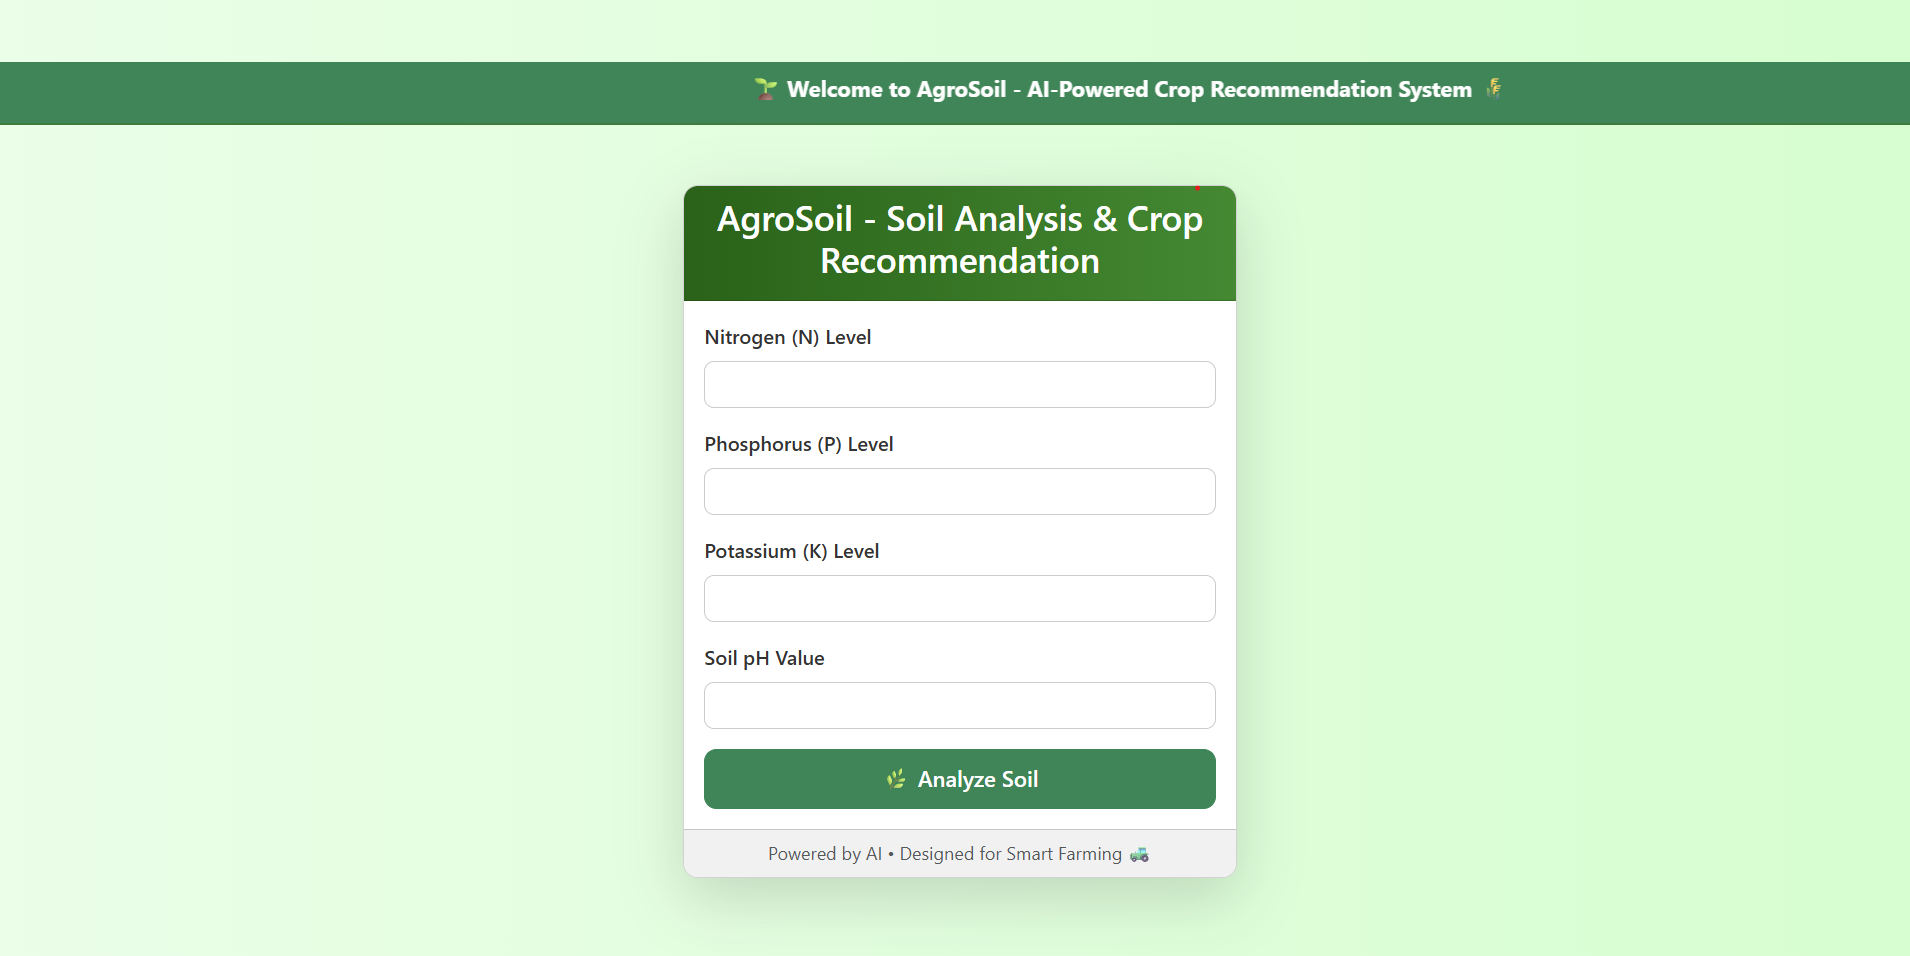 🌱 Welcome to AgroSoil - AI-Powered Crop Recommendation System 🌾
AgroSoil - Soil Analysis & Crop
Recommendation
Nitrogen (N) Level
Phosphorus (P) Level
Potassium (K) Level
Soil pH Value
🌿 Analyze Soil
Powered by AI • Designed for Smart Farming 🚜